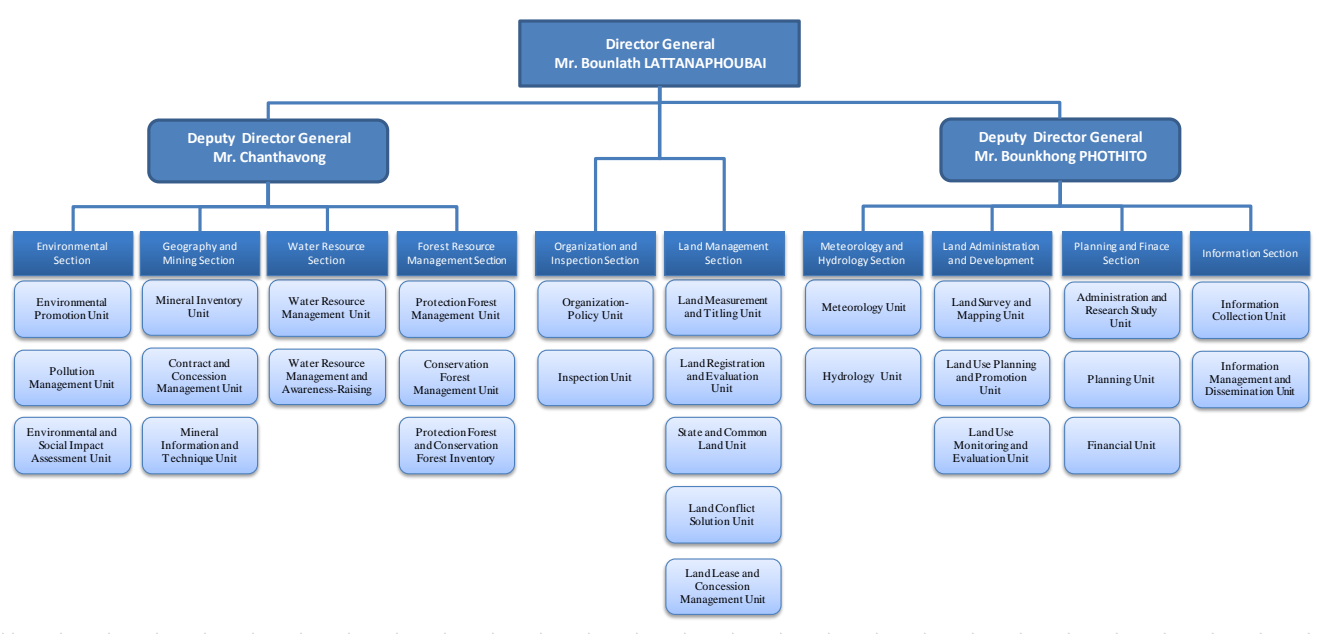 Director General
Mr. Bounlath LATTANAPHOUBAI
Deputy Director General
Mr. Chanthavong
Deputy Director General
Mr. Bounkhong PHOTHITO
Environmental
Section
Geography and
Mining Section
Water Resource
Section
Forest Resource
Management Section
Organization and
Inspection Section
Land Management
Section
Meteorology and
Hydrology Section
Land Administration
and Development
Planning and Finace
Section
Information Section
Environmental
Promotion Unit
Pollution
Management Unit
Environmental and
Social Impact
Assessment Unit
Mineral Inventory
Unit
Contract and
Concession
Management Unit
Mineral
Information and
Technique Unit
Water Resource
Management Unit
Water Resource
Management and
Awareness-Raising
Protection Forest
Management Unit
Conservation
Forest
Management Unit
Protection Forest
and Conservation
Forest Inventory
Organization-
Policy Unit
Inspection Unit
Land Measurement
and Titling Unit
Land Registration
and Evaluation
Unit
State and Common
Land Unit
Land Conflict
Solution Unit
Land Lease and
Concession
Management Unit
Meteorology Unit
Hydrology Unit
Land Survey and
Mapping Unit
Land Use Planning
and Promotion
Unit
Land Use
Monitoring and
Evaluation Unit
Administration and
Research Study
Unit
Planning Unit
Financial Unit
Information
Collection Unit
Information
Management and
Dissemination Unit